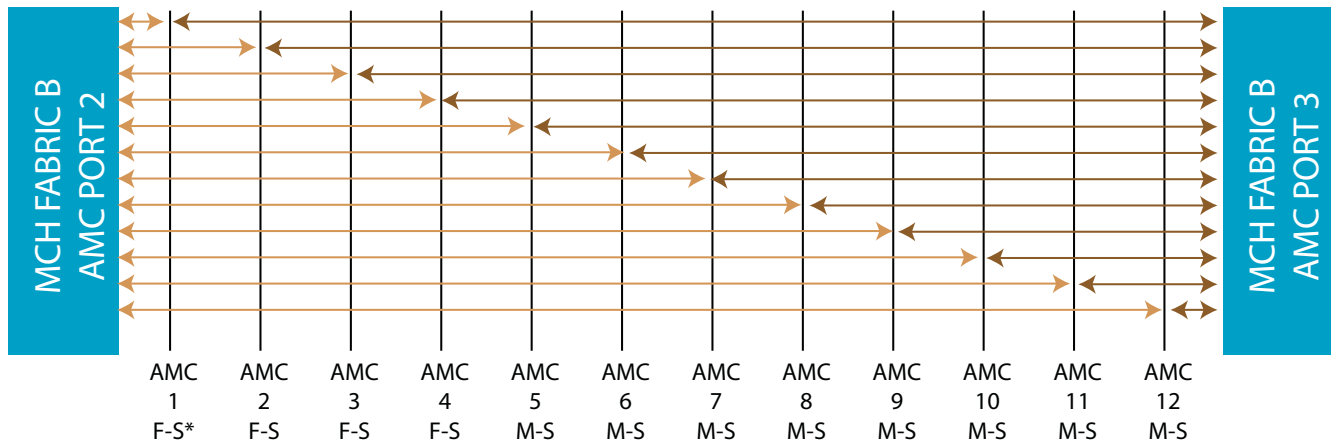 MCH FABRIC B
AMC PORT 2
MCH FABRIC B
AMC PORT 3
AMC AMC AMC AMC AMC AMC AMC AMC AMC AMC AMC AMC
1 2 3 4 5 6 7 8 9 10 11 12
F-S* F-S F-S F-S M-S M-S M-S M-S M-S M-S M-S M-S